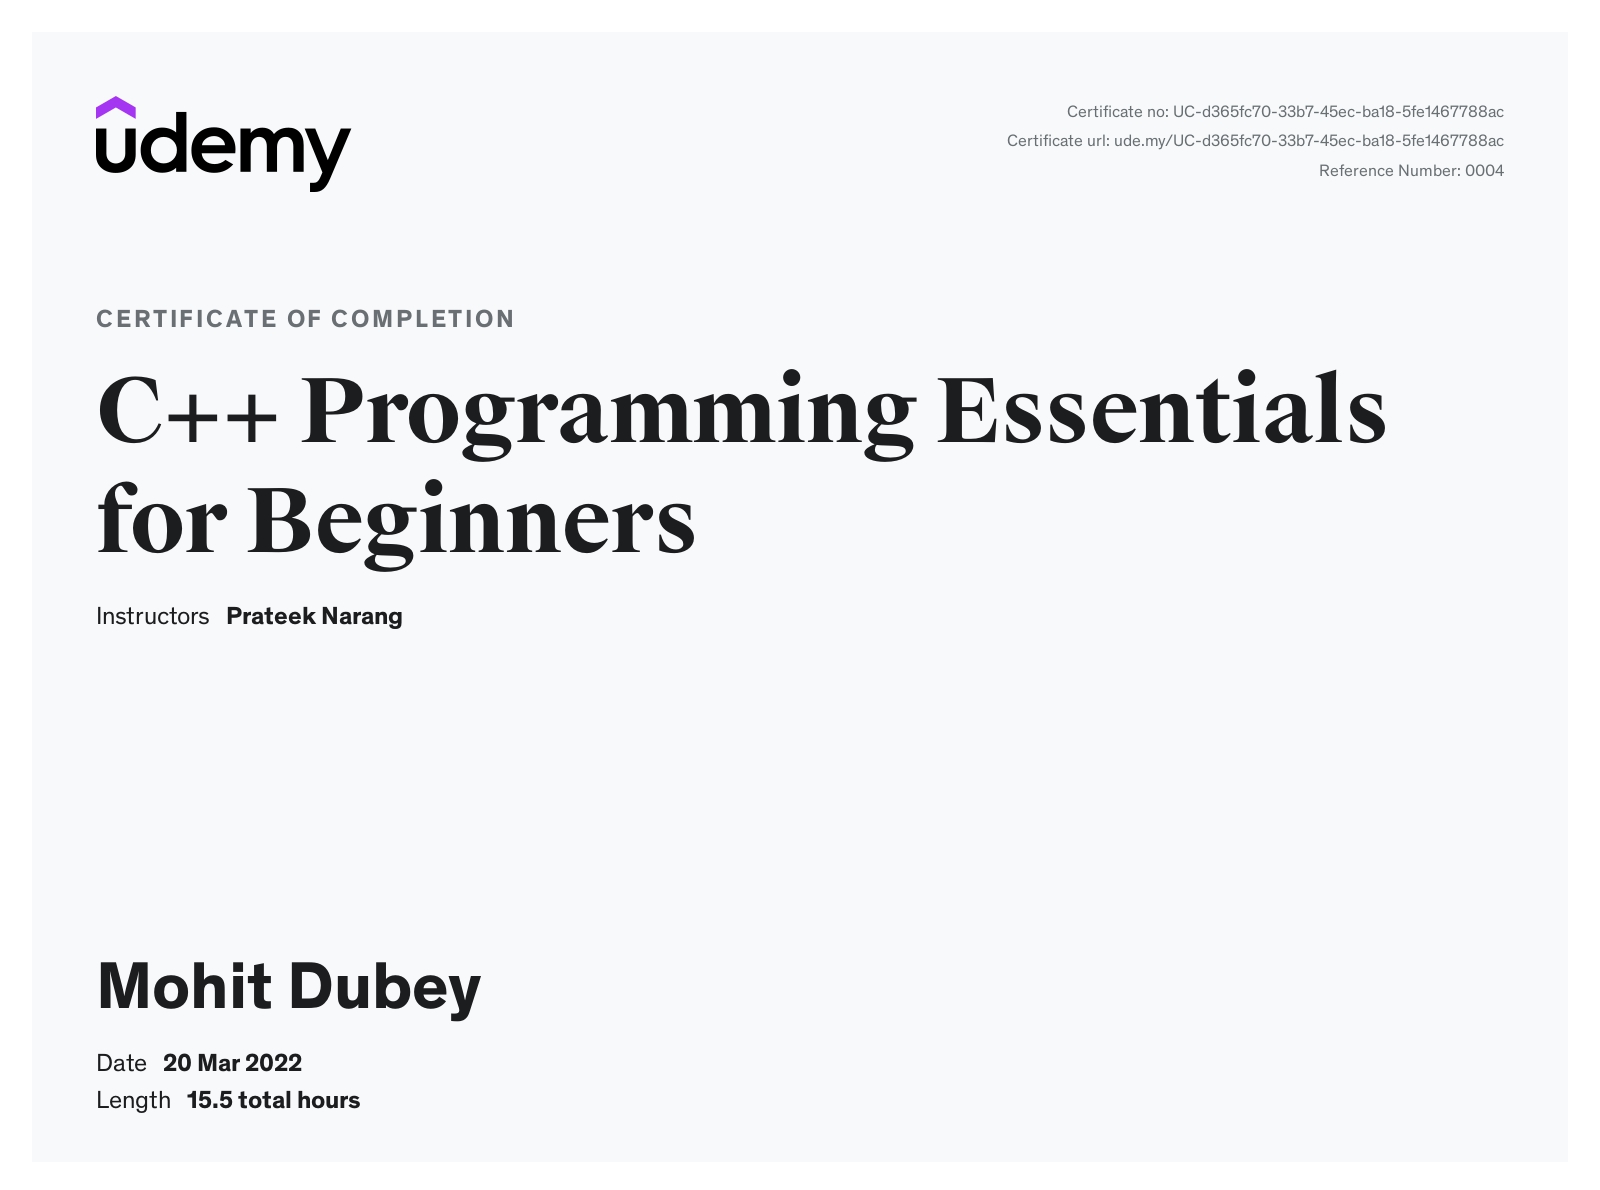 udemy
Certificate no: UC-d365fc70-33b7-45ec-ba18-5fe1467788ac
Certificate url: ude.my/UC-d365fc70-33b7-45ec-ba18-5fe1467788ac
Reference Number: 0004
CERTIFICATE OF COMPLETION
C++ Programming Essentials
for Beginners
Instructors Prateek Narang
Mohit Dubey
Date 20 Mar 2022
Length 15.5 total hours